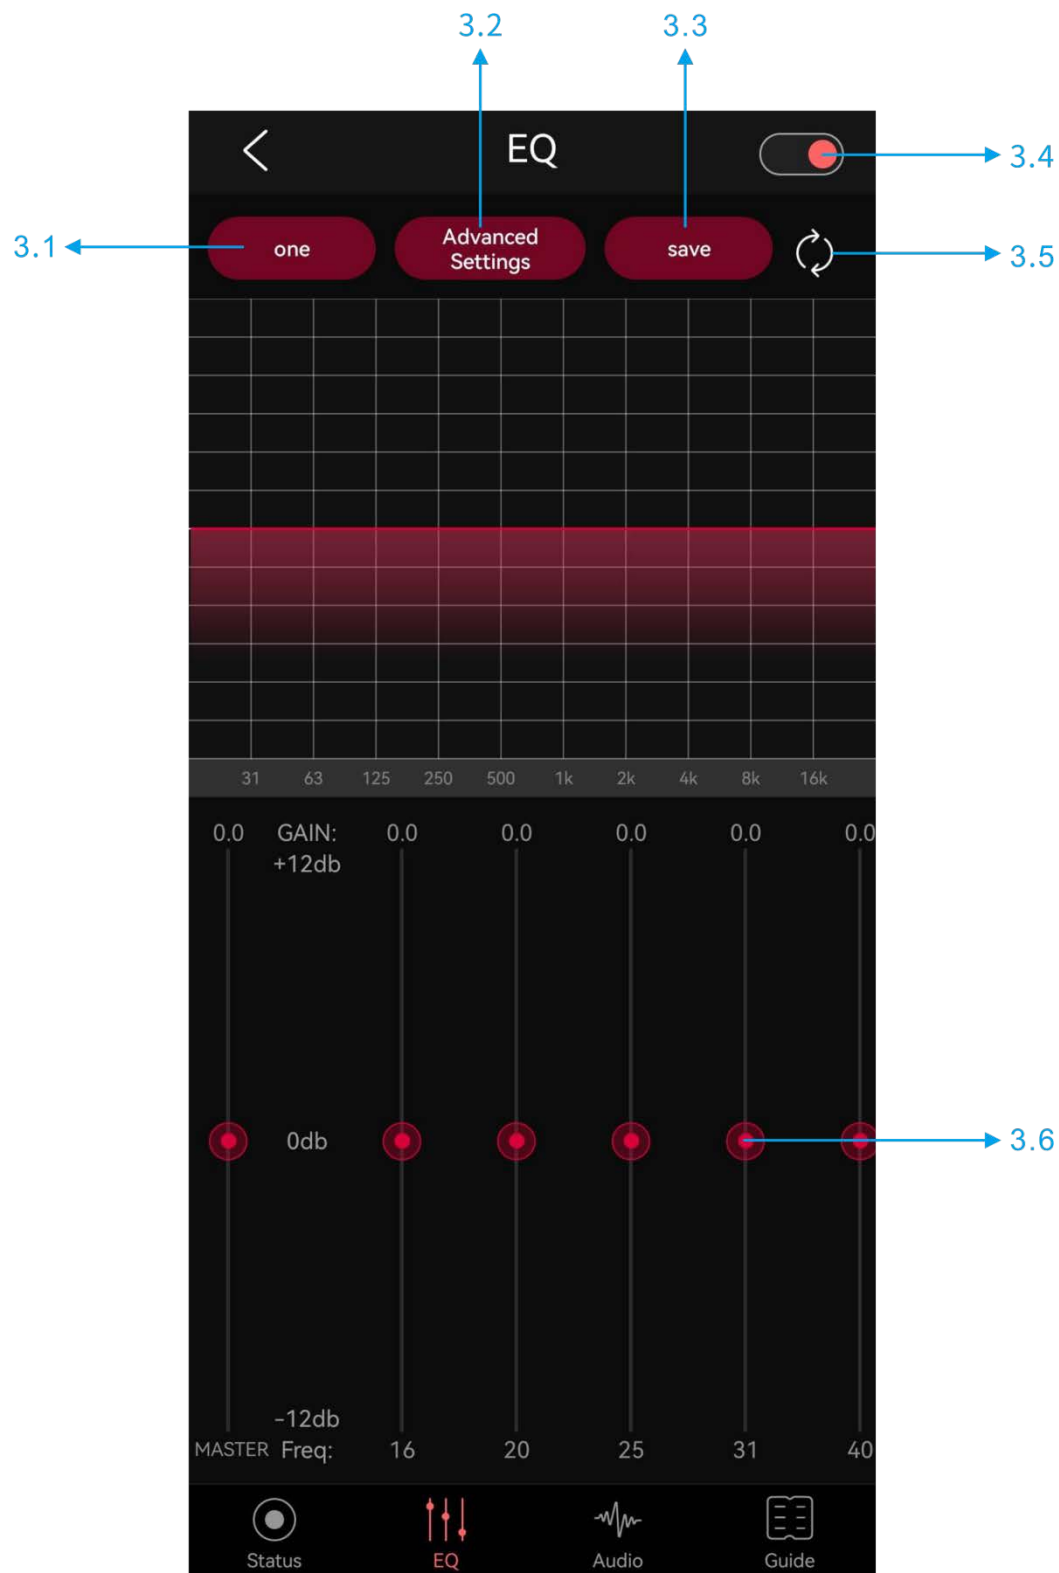 3.2 3.3
EQ
3.4
3.1
one
Advanced
Settings
save
3.5
31 63 125 250 500 1k 2k 4k 8k 16k
0.0 GAIN: 0.0 0.0 0.0 0.0 0.0
+12db
0db
3.6
-12db
MASTER Freq: 16 20 25 31 40
Status EQ Audio Guide